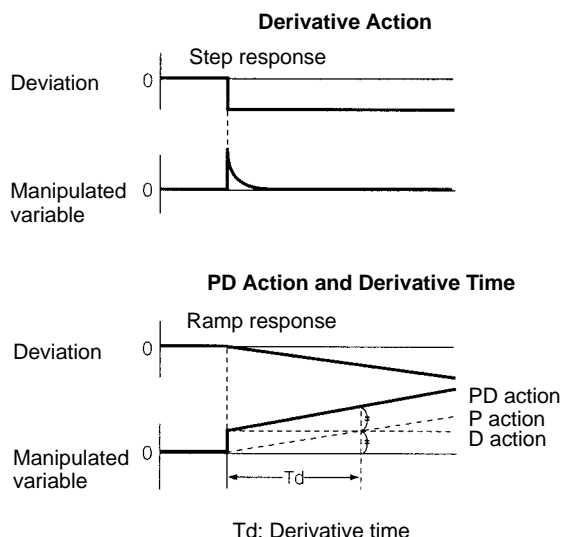 Derivative Action
Step response
Deviation
0
Manipulated
variable
0
PD Action and Derivative Time
Ramp response
Deviation
0
PD action
P action
D action
Manipulated
variable
0
Td
Td: Derivative time